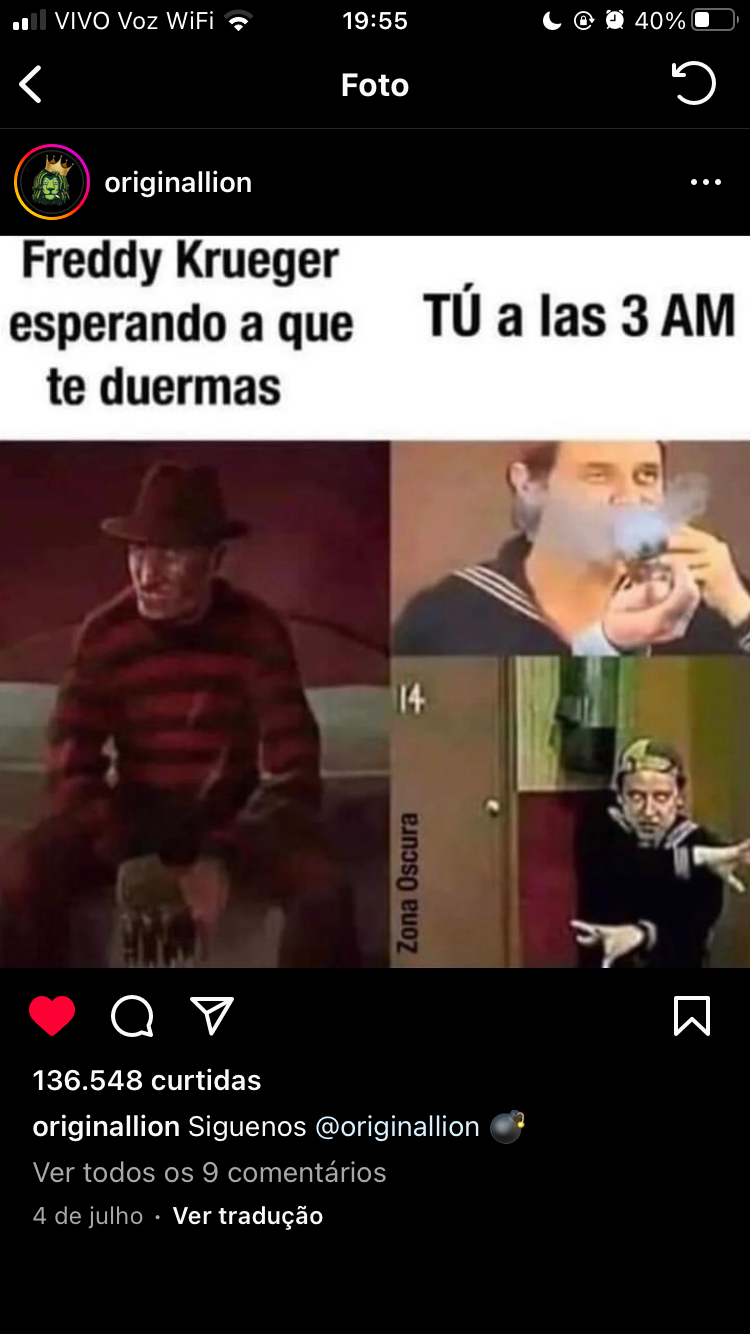 VIVO Voz WiFi 19:55 40%
Foto
originallion
Freddy Krueger
esperando a que
te duermas
TÚ a las 3 AM
14
Zona Oscura
136.548 curtidas
originallion Siguenos @originallion 💣
Ver todos os 9 comentários
4 de julho · Ver tradução